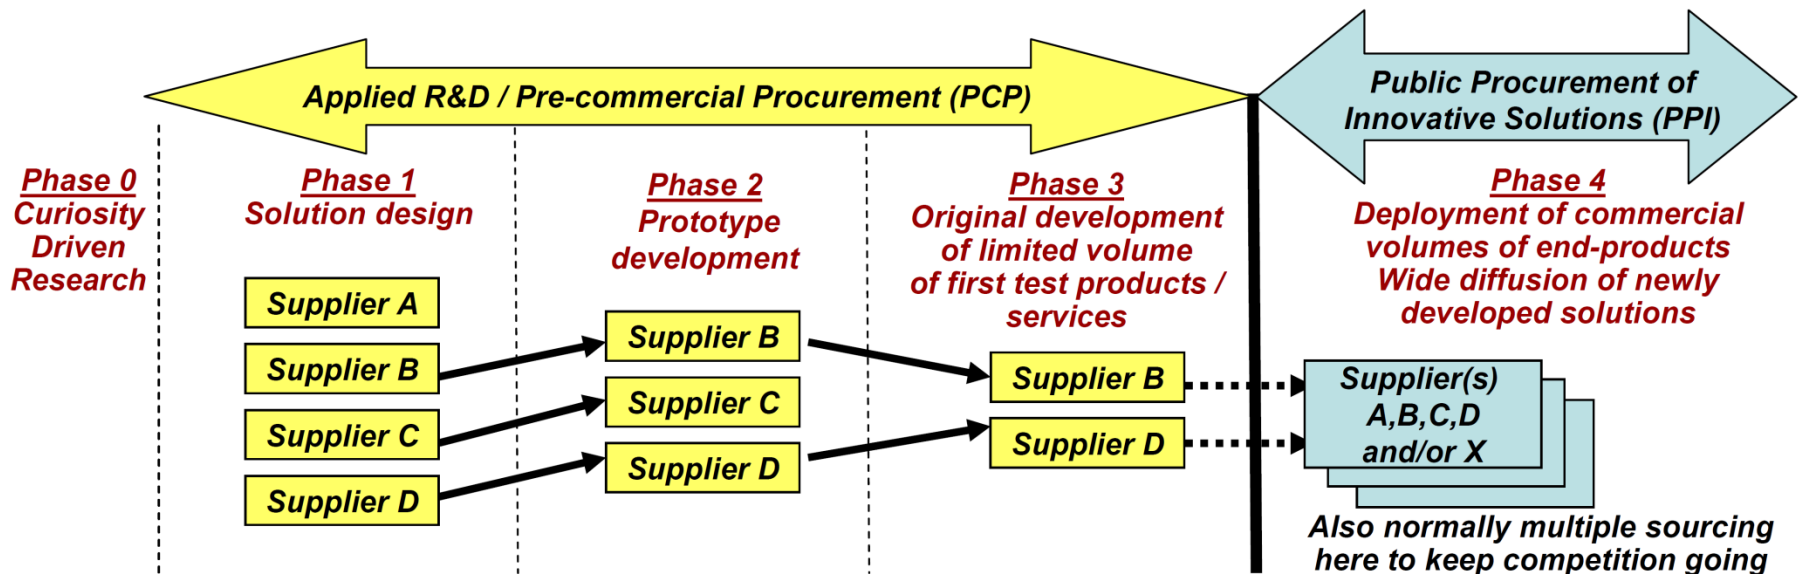 Applied R&D / Pre-commercial Procurement (PCP)
Public Procurement of
Innovative Solutions (PPI)
Phase 0
Curiosity
Driven
Research
Phase 1
Solution design
Supplier A
Supplier B
Supplier C
Supplier D
Phase 2
Prototype
development
Supplier B
Supplier C
Supplier D
Phase 3
Original development
of limited volume
of first test products /
services
Supplier B
Supplier D
Phase 4
Deployment of commercial
volumes of end-products
Wide diffusion of newly
developed solutions
Supplier(s)
A,B,C,D
and/or X
Also normally multiple sourcing
here to keep competition going